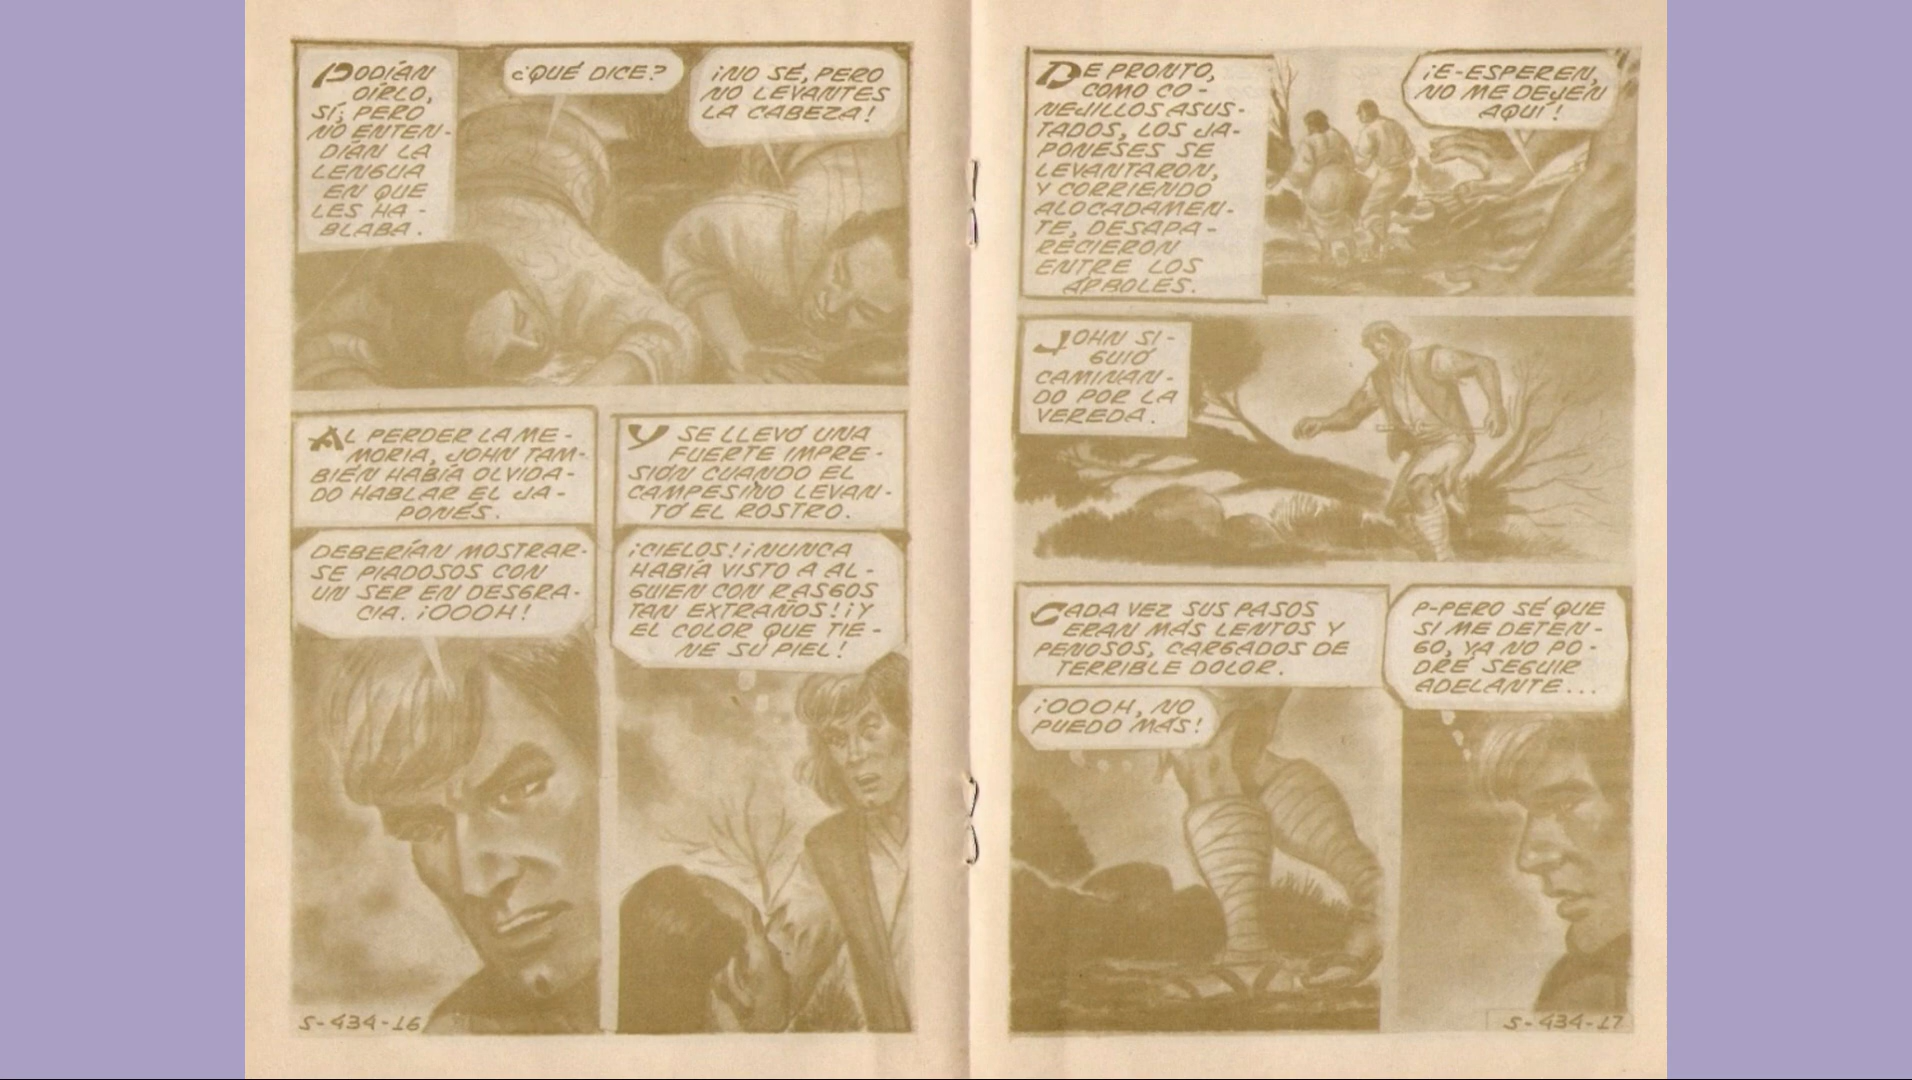 PODÍAN
OÍRLO,
SÍ; PERO
NO ENTEN-
DÍAN LA
LENGUA
EN QUE
LES HA-
BLABA.
¿QUÉ DICE?
¡NO SÉ, PERO
NO LEVANTES
LA CABEZA!
AL PERDER LA ME-
MORIA, JOHN TAM-
BIÉN HABÍA OLVIDA-
DO HABLAR EL JA-
PONÉS.
DEBERÍAN MOSTRAR-
SE PIADOSOS CON
UN SER EN DESGRA-
CIA. ¡OOOH!
Y SE LLEVÓ UNA
FUERTE IMPRE-
SIÓN CUANDO EL
CAMPESINO LEVAN-
TÓ EL ROSTRO.
¡CIELOS! ¡NUNCA
HABÍA VISTO A AL-
GUIEN CON RASGOS
TAN EXTRAÑOS! ¡Y
EL COLOR QUE TIE-
NE SU PIEL!
S-434-16
DE PRONTO,
COMO CO-
NEJILLOS ASUS-
TADOS, LOS JA-
PONESES SE
LEVANTARON,
Y CORRIENDO
ALOCADAMEN-
TE, DESAPA-
RECIERON
ENTRE LOS
ÁRBOLES.
¡E-ESPEREN,
NO ME DEJEN
AQUÍ!
JOHN SI-
GUIÓ
CAMINAN-
DO POR LA
VEREDA.
CADA VEZ SUS PASOS
ERAN MÁS LENTOS Y
PENOSOS, CARGADOS DE
TERRIBLE DOLOR.
¡OOOH, NO
PUEDO MÁS!
P-PERO SÉ QUE
SI ME DETEN-
GO, YA NO PO-
DRÉ SEGUIR
ADELANTE...
S-434-17